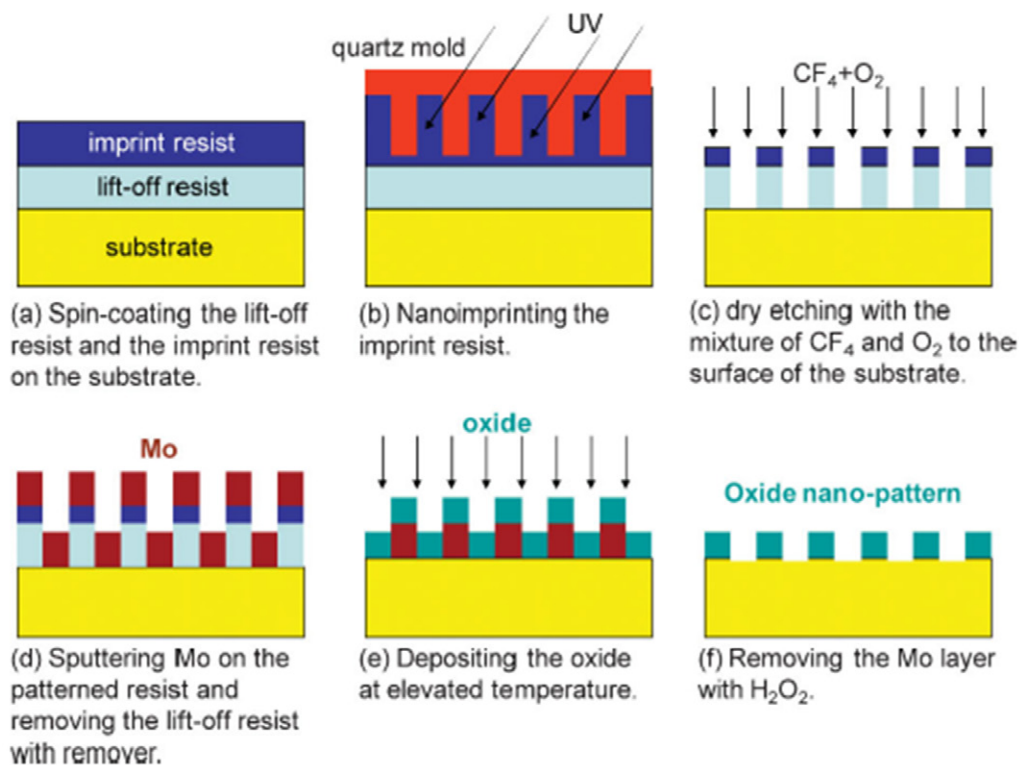 quartz mold
UV
CF₄+O₂
imprint resist
lift-off resist
substrate
(a) Spin-coating the lift-off
resist and the imprint resist
on the substrate.
(b) Nanoimprinting the
imprint resist.
(c) dry etching with the
mixture of CF₄ and O₂ to the
surface of the substrate.
Mo
oxide
Oxide nano-pattern
(d) Sputtering Mo on the
patterned resist and
removing the lift-off resist
with remover.
(e) Depositing the oxide
at elevated temperature.
(f) Removing the Mo layer
with H₂O₂.